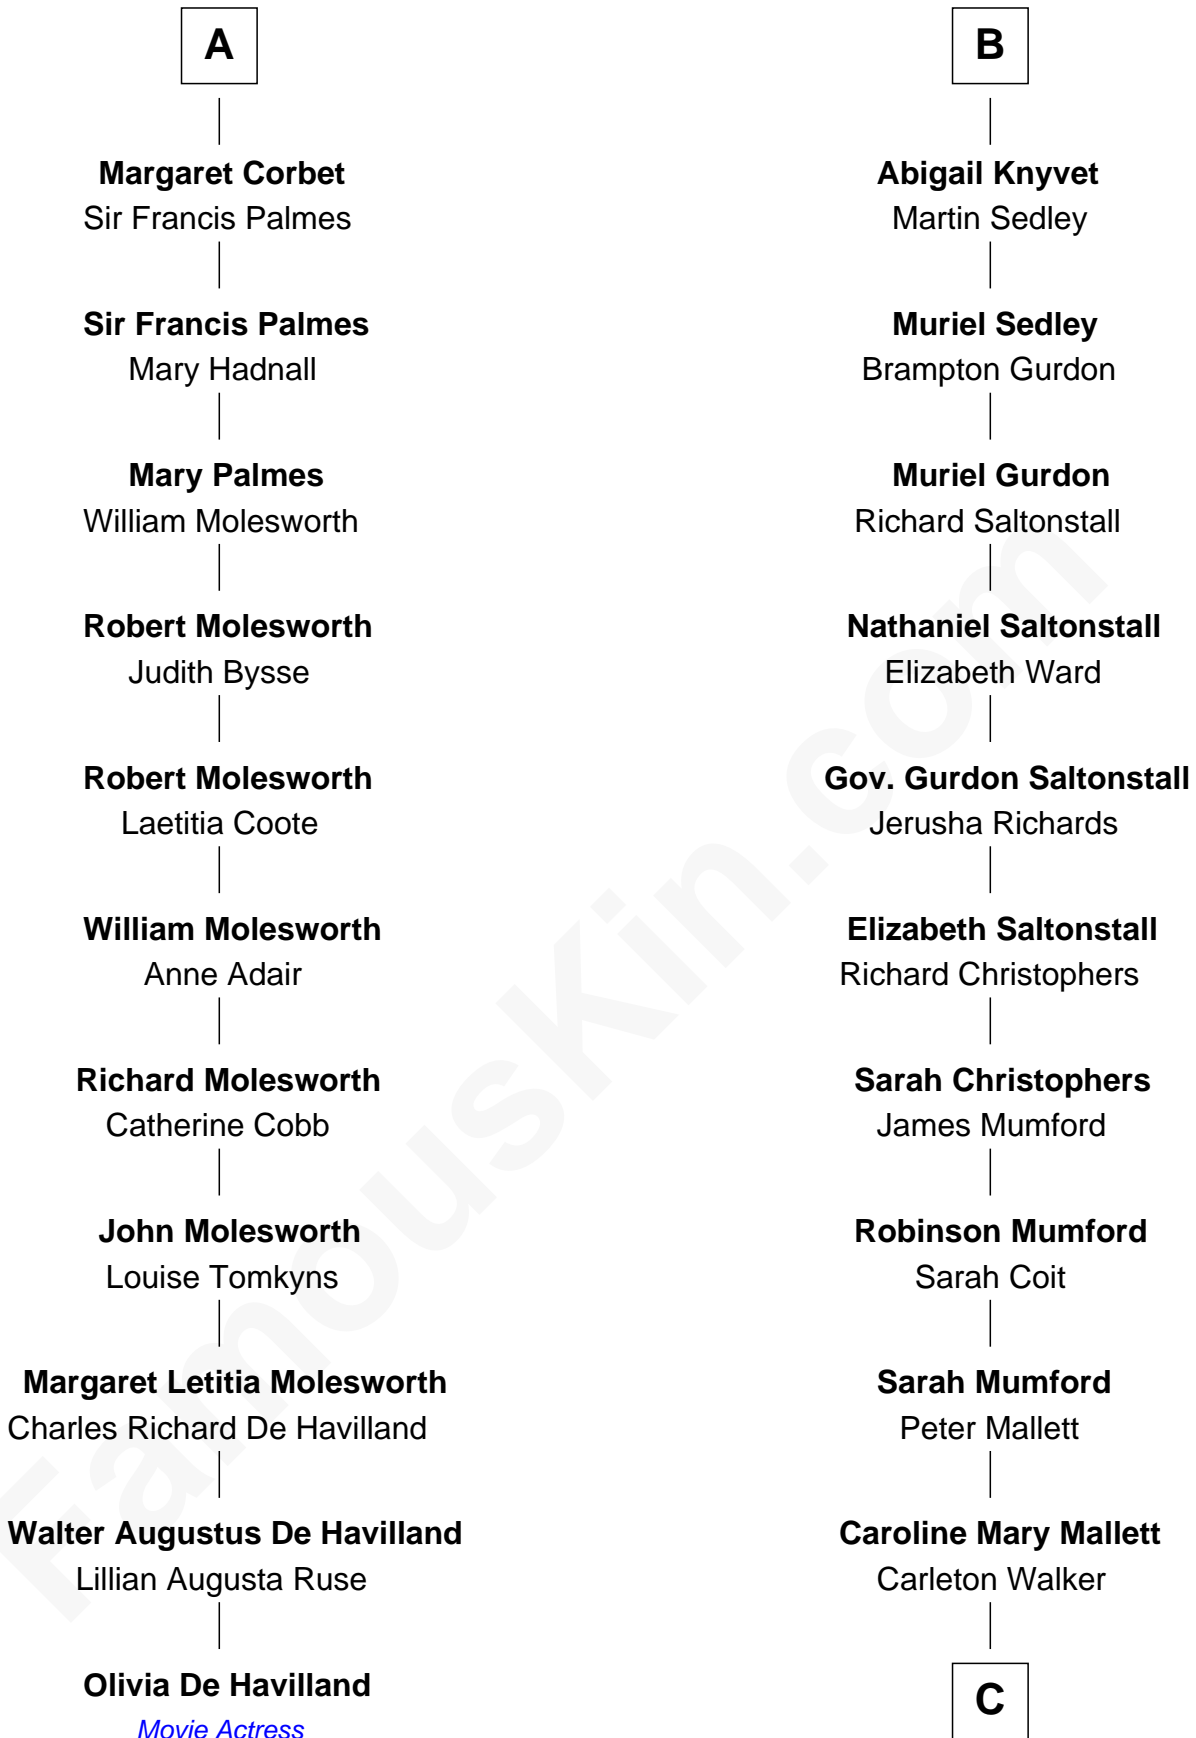 A
Margaret Corbet
Sir Francis Palmes
Sir Francis Palmes
Mary Hadnall
Mary Palmes
William Molesworth
Robert Molesworth
Judith Bysse
Robert Molesworth
Laetitia Coote
William Molesworth
Anne Adair
Richard Molesworth
Catherine Cobb
John Molesworth
Louise Tomkyns
Margaret Letitia Molesworth
Charles Richard De Havilland
Walter Augustus De Havilland
Lillian Augusta Ruse
Olivia De Havilland
Movie Actress
B
Abigail Knyvet
Martin Sedley
Muriel Sedley
Brampton Gurdon
Muriel Gurdon
Richard Saltonstall
Nathaniel Saltonstall
Elizabeth Ward
Gov. Gurdon Saltonstall
Jerusha Richards
Elizabeth Saltonstall
Richard Christophers
Sarah Christophers
James Mumford
Robinson Mumford
Sarah Coit
Sarah Mumford
Peter Mallett
Caroline Mary Mallett
Carleton Walker
C
FamousKin.com